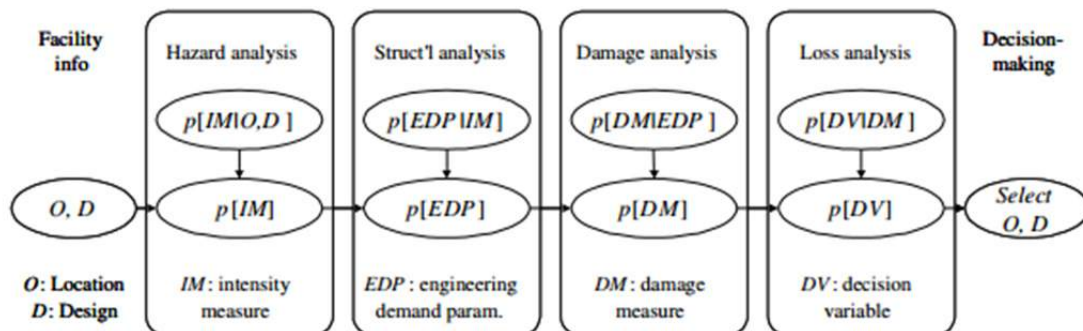 Facility
info
Hazard analysis
Struct'l analysis
Damage analysis
Loss analysis
Decision-
making
p[IM|O,D ]
p[EDP |IM]
p[DM|EDP ]
p[DV|DM ]
O, D
p[IM]
p[EDP]
p[DM]
p[DV]
Select
O, D
O: Location
D: Design
IM : intensity
measure
EDP : engineering
demand param.
DM : damage
measure
DV : decision
variable